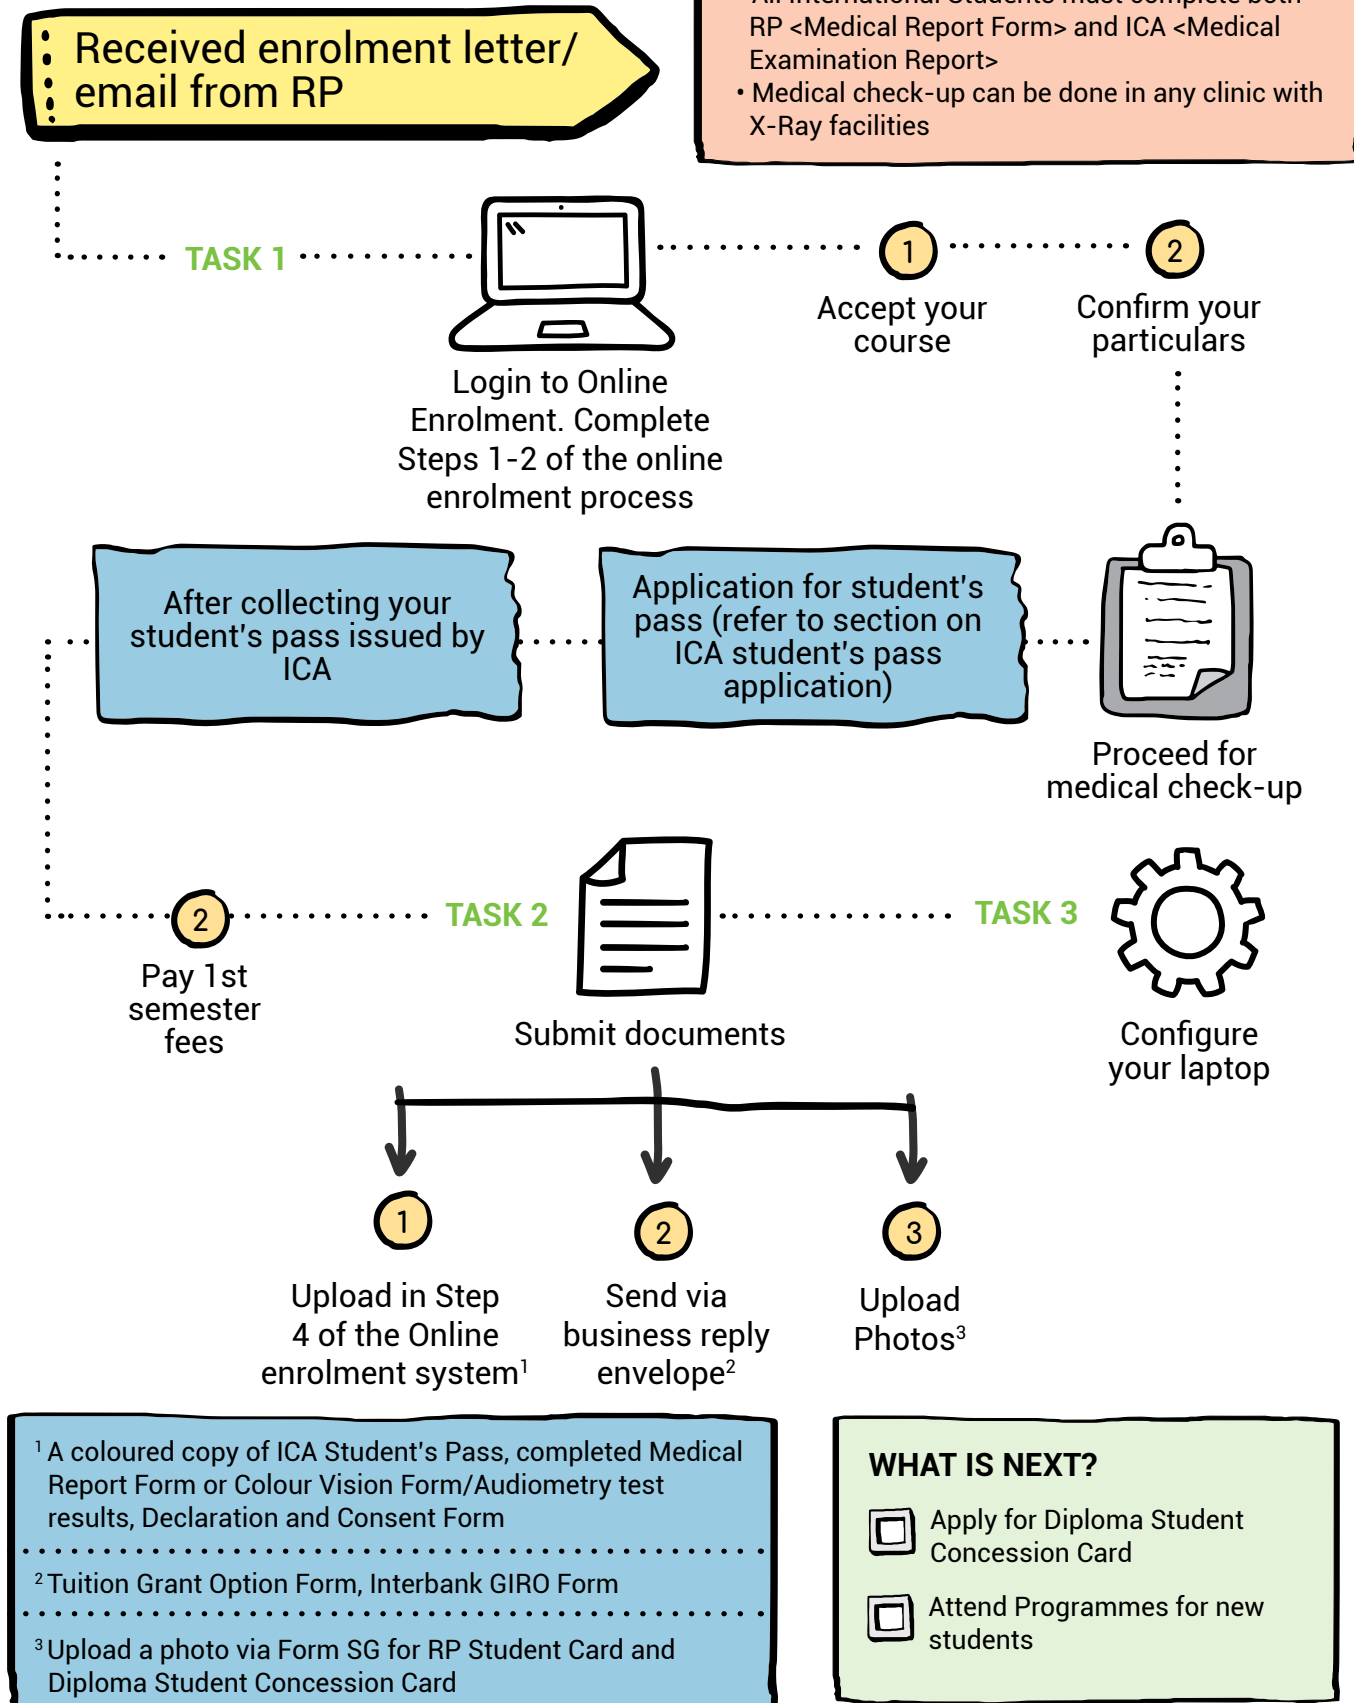 All International Students must complete both
RP <Medical Report Form> and ICA <Medical
Examination Report>
• Medical check-up can be done in any clinic with
X-Ray facilities
Received enrolment letter/
email from RP
TASK 1
Login to Online
Enrolment. Complete
Steps 1-2 of the online
enrolment process
1
Accept your
course
2
Confirm your
particulars
Proceed for
medical check-up
Application for student's
pass (refer to section on
ICA student's pass
application)
After collecting your
student's pass issued by
ICA
2
Pay 1st
semester
fees
TASK 2
Submit documents
TASK 3
Configure
your laptop
1
Upload in Step
4 of the Online
enrolment system¹
2
Send via
business reply
envelope²
3
Upload
Photos³
¹ A coloured copy of ICA Student's Pass, completed Medical
Report Form or Colour Vision Form/Audiometry test
results, Declaration and Consent Form
² Tuition Grant Option Form, Interbank GIRO Form
³ Upload a photo via Form SG for RP Student Card and
Diploma Student Concession Card
WHAT IS NEXT?
Apply for Diploma Student
Concession Card
Attend Programmes for new
students